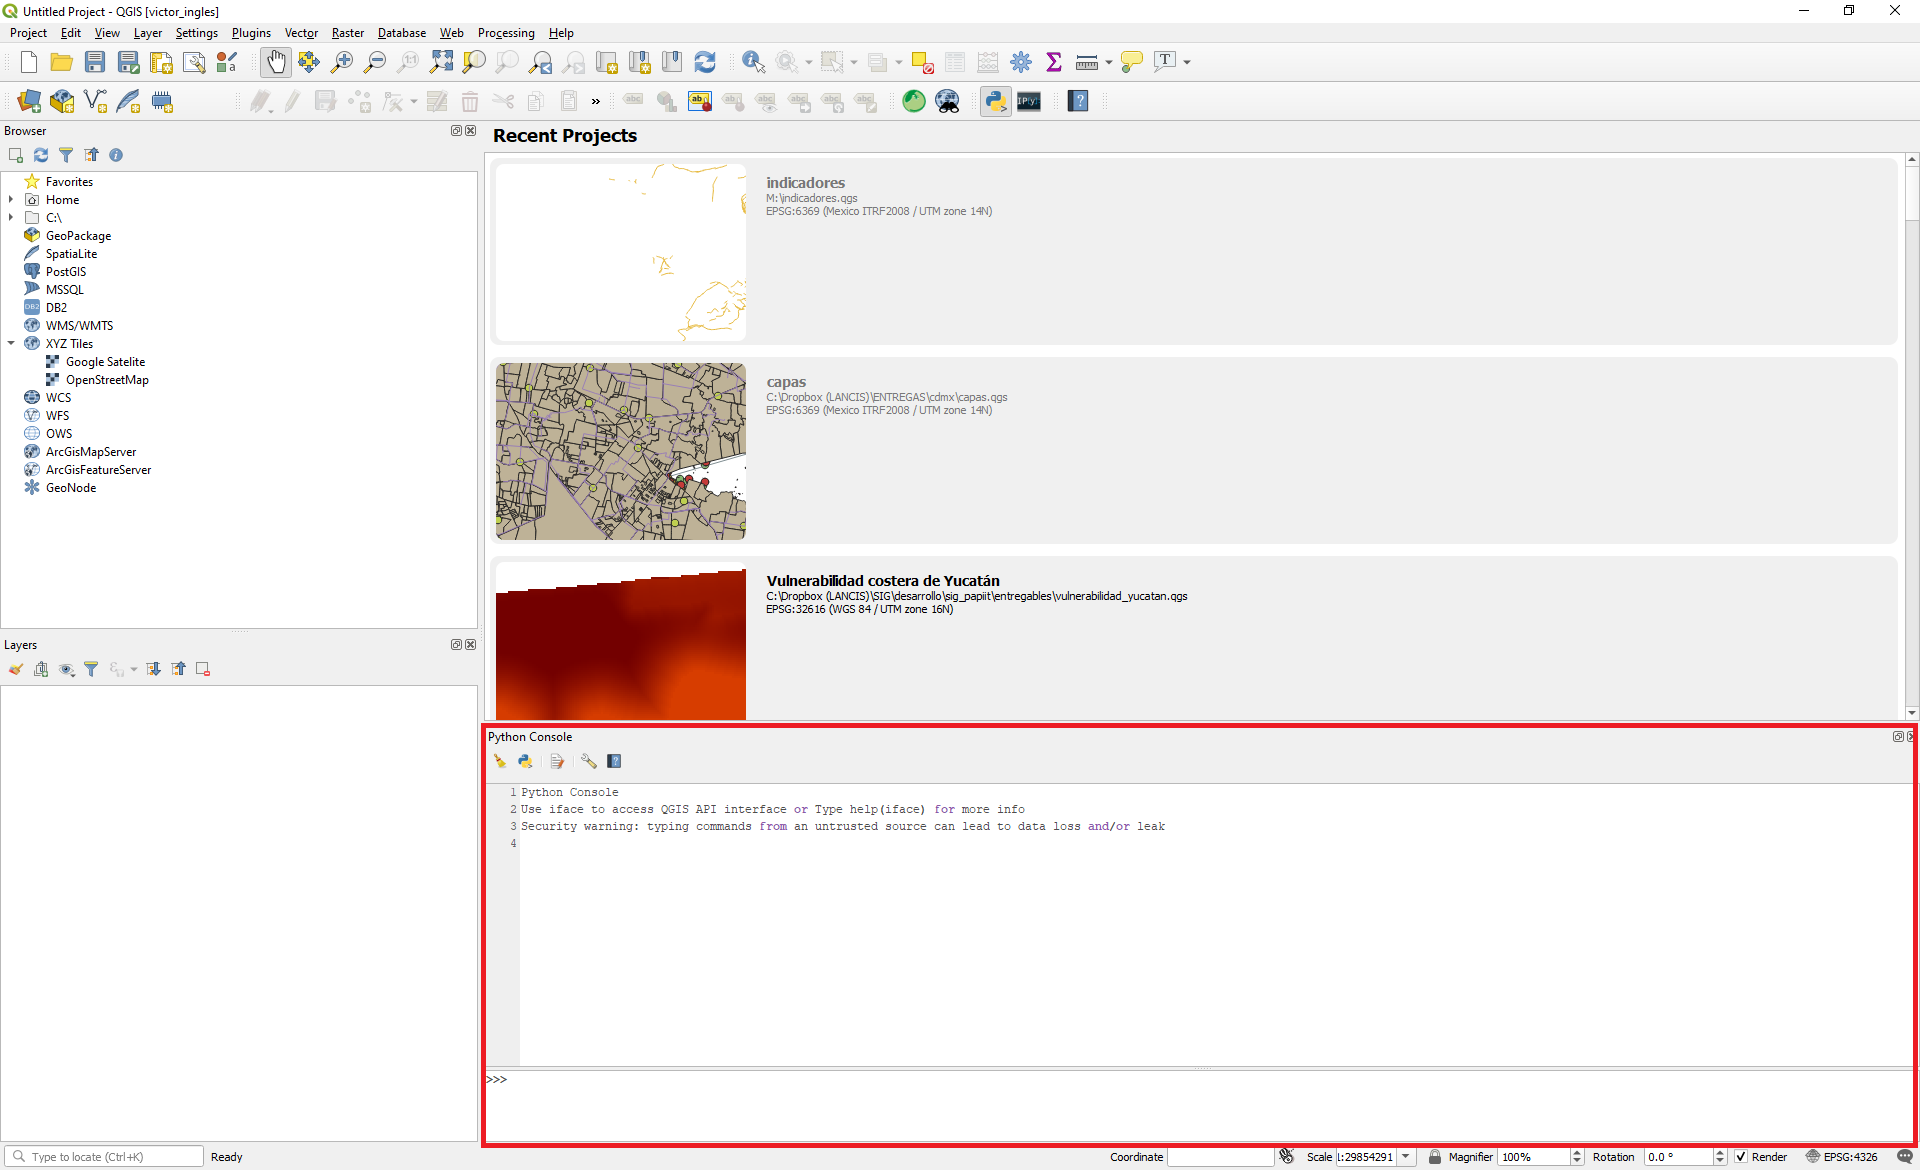 Untitled Project - QGIS [victor_ingles]
Project Edit View Layer Settings Plugins Vector Raster Database Web Processing Help
Browser
Favorites
Home
C:\
GeoPackage
SpatiaLite
PostGIS
MSSQL
DB2
WMS/WMTS
XYZ Tiles
Google Satelite
OpenStreetMap
WCS
WFS
OWS
ArcGisMapServer
ArcGisFeatureServer
GeoNode
Layers
Recent Projects
indicadores
M:\indicadores.qgs
EPSG:6369 (Mexico ITRF2008 / UTM zone 14N)
capas
C:\Dropbox (LANCIS)\ENTREGAS\cdmx\capas.qgs
EPSG:6369 (Mexico ITRF2008 / UTM zone 14N)
Vulnerabilidad costera de Yucatán
C:\Dropbox (LANCIS)\SIG\desarrollo\sig_papiit\entregables\vulnerabilidad_yucatan.qgs
EPSG:32616 (WGS 84 / UTM zone 16N)
Python Console
1 Python Console
2 Use iface to access QGIS API interface or Type help(iface) for more info
3 Security warning: typing commands from an untrusted source can lead to data loss and/or leak
4
>>>
Type to locate (Ctrl+K) Ready Coordinate Scale 1:29854291 Magnifier 100% Rotation 0.0 ° Render EPSG:4326